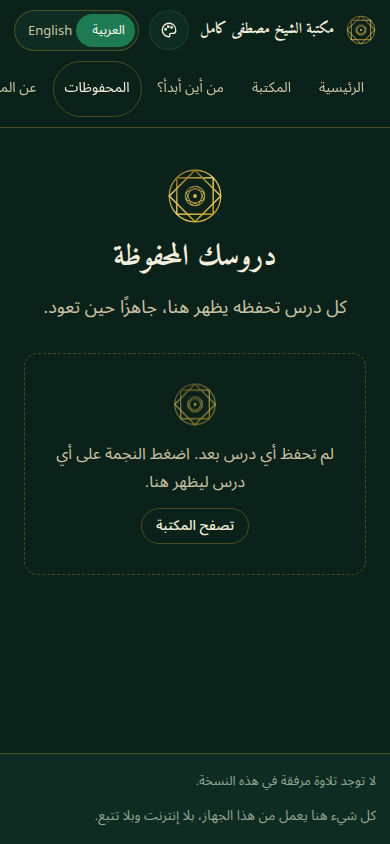 مكتبة الشيخ مصطفى كامل
العربية English
الرئيسية المكتبة من أين أبدأ؟ المحفوظات عن
دروسك المحفوظة
كل درس تحفظه يظهر هنا، جاهزًا حين تعود.
لم تحفظ أي درس بعد. اضغط النجمة على أي
درس ليظهر هنا.
تصفح المكتبة
لا توجد تلاوة مرفقة في هذه النسخة.
كل شيء هنا يعمل من هذا الجهاز، بلا إنترنت وبلا تتبع.